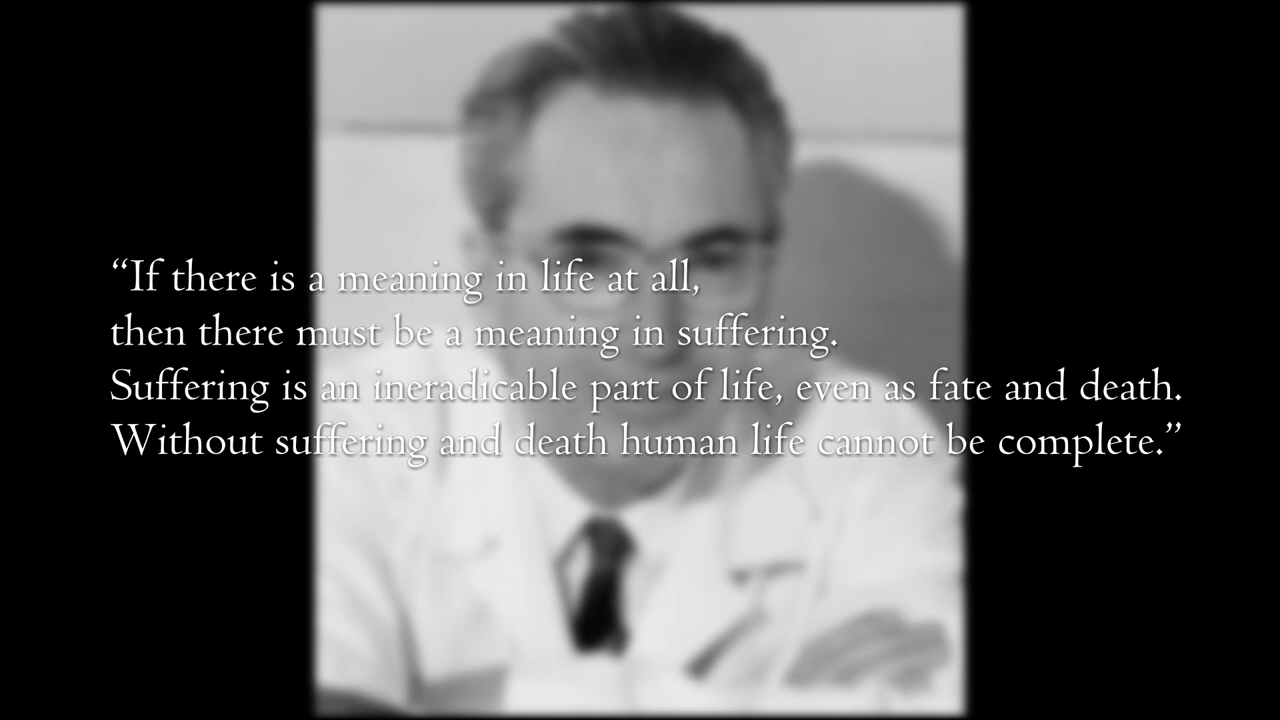 “If there is a meaning in life at all,
then there must be a meaning in suffering.
Suffering is an ineradicable part of life, even as fate and death.
Without suffering and death human life cannot be complete.”